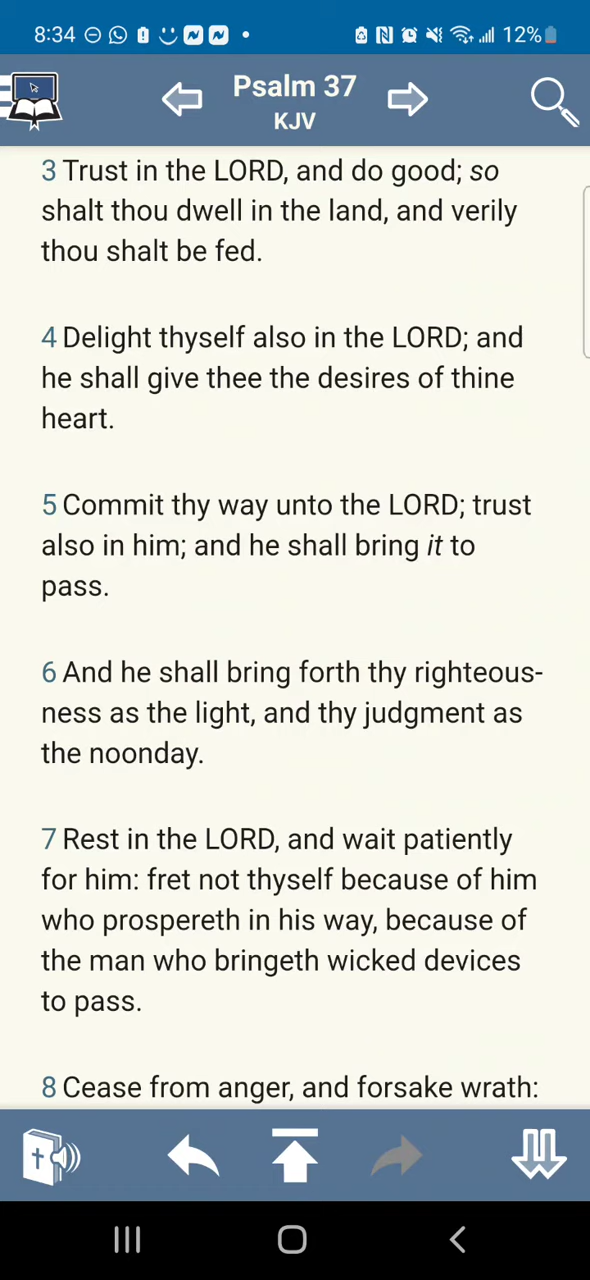 8:34
12%
Psalm 37
KJV
3 Trust in the LORD, and do good; so
shalt thou dwell in the land, and verily
thou shalt be fed.
4 Delight thyself also in the LORD; and
he shall give thee the desires of thine
heart.
5 Commit thy way unto the LORD; trust
also in him; and he shall bring it to
pass.
6 And he shall bring forth thy righteous-
ness as the light, and thy judgment as
the noonday.
7 Rest in the LORD, and wait patiently
for him: fret not thyself because of him
who prospereth in his way, because of
the man who bringeth wicked devices
to pass.
8 Cease from anger, and forsake wrath: